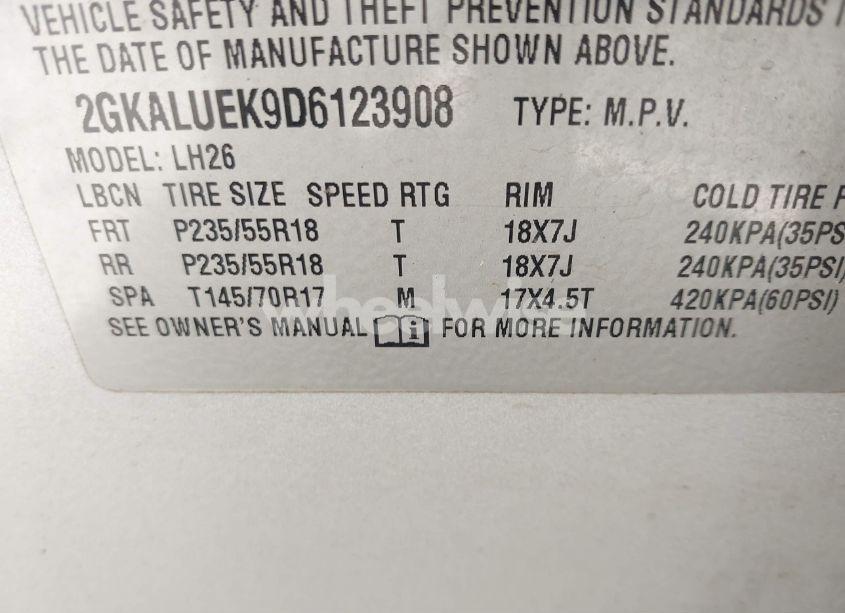 VEHICLE SAFETY AND THEFT PREVENTION STANDARDS
THE DATE OF MANUFACTURE SHOWN ABOVE.
2GKALUEK9D6123908 TYPE: M.P.V.
MODEL: LH26
LBCN TIRE SIZE SPEED RTG RIM COLD TIRE P
FRT P235/55R18 T 18X7J 240KPA(35PS
RR P235/55R18 T 18X7J 240KPA(35PSI)
SPA T145/70R17 M 17X4.5T 420KPA(60PSI)
SEE OWNER'S MANUAL i FOR MORE INFORMATION.